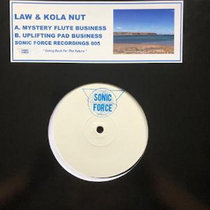 LAW & KOLA NUT
A. MYSTERY FLUTE BUSINESS
B. UPLIFTING PAD BUSINESS
SONIC FORCE RECORDINGS 005
"Going Back For The Future"
SONIC
FORCE